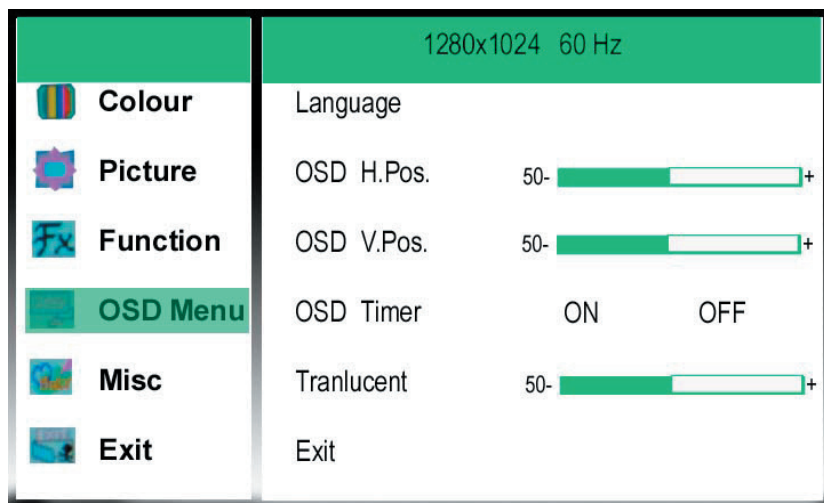 1280x1024 60 Hz
Colour
Picture
Function
OSD Menu
Misc
Exit
Language
OSD H.Pos. 50- +
OSD V.Pos. 50- +
OSD Timer ON OFF
Tranlucent 50- +
Exit